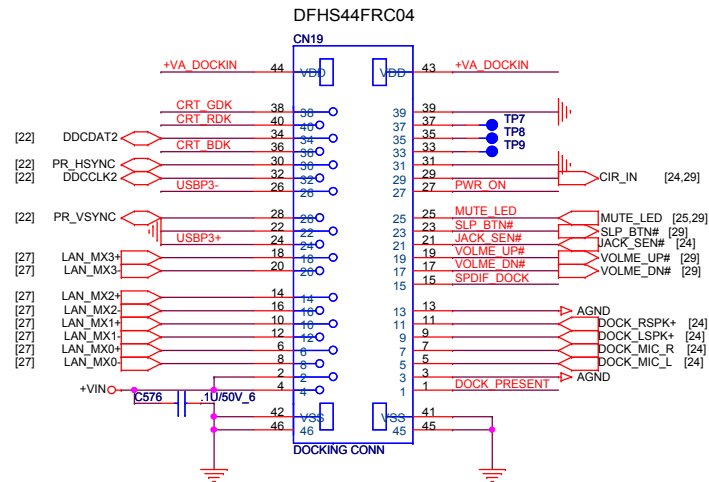 DFHS44FRC04
CN19
+VA_DOCKIN 44 VDD VDD 43 +VA_DOCKIN
CRT_GDK 38 38 39 39
CRT_RDK 40 40 37 37 TP7
[22] DDCDAT2 34 34 35 35 TP8
CRT_BDK 36 36 33 33 TP9
[22] PR_HSYNC 30 30 31 31
[22] DDCCLK2 32 32 29 29 CIR_IN [24,29]
USBP3- 26 26 27 27 PWR_ON
[22] PR_VSYNC 28 28 25 25 MUTE_LED MUTE_LED [25,29]
22 22 23 23 SLP_BTN# SLP_BTN# [29]
USBP3+ 24 24 21 21 JACK_SEN# JACK_SEN# [24]
[27] LAN_MX3+ 18 18 19 19 VOLME_UP# VOLME_UP# [29]
[27] LAN_MX3- 20 20 17 17 VOLME_DN# VOLME_DN# [29]
15 15 SPDIF_DOCK
[27] LAN_MX2+ 14 14
[27] LAN_MX2- 16 16 13 13 AGND
[27] LAN_MX1+ 10 10 11 11 DOCK_RSPK+ [24]
[27] LAN_MX1- 12 12 9 9 DOCK_LSPK+ [24]
[27] LAN_MX0+ 6 6 7 7 DOCK_MIC_R [24]
[27] LAN_MX0- 8 8 5 5 DOCK_MIC_L [24]
2 2 3 3 AGND
+VIN 4 4 1 1 DOCK_PRESENT
C576 .1U/50V_6
42 VSS VSS 41
46 46 45 45
DOCKING CONN